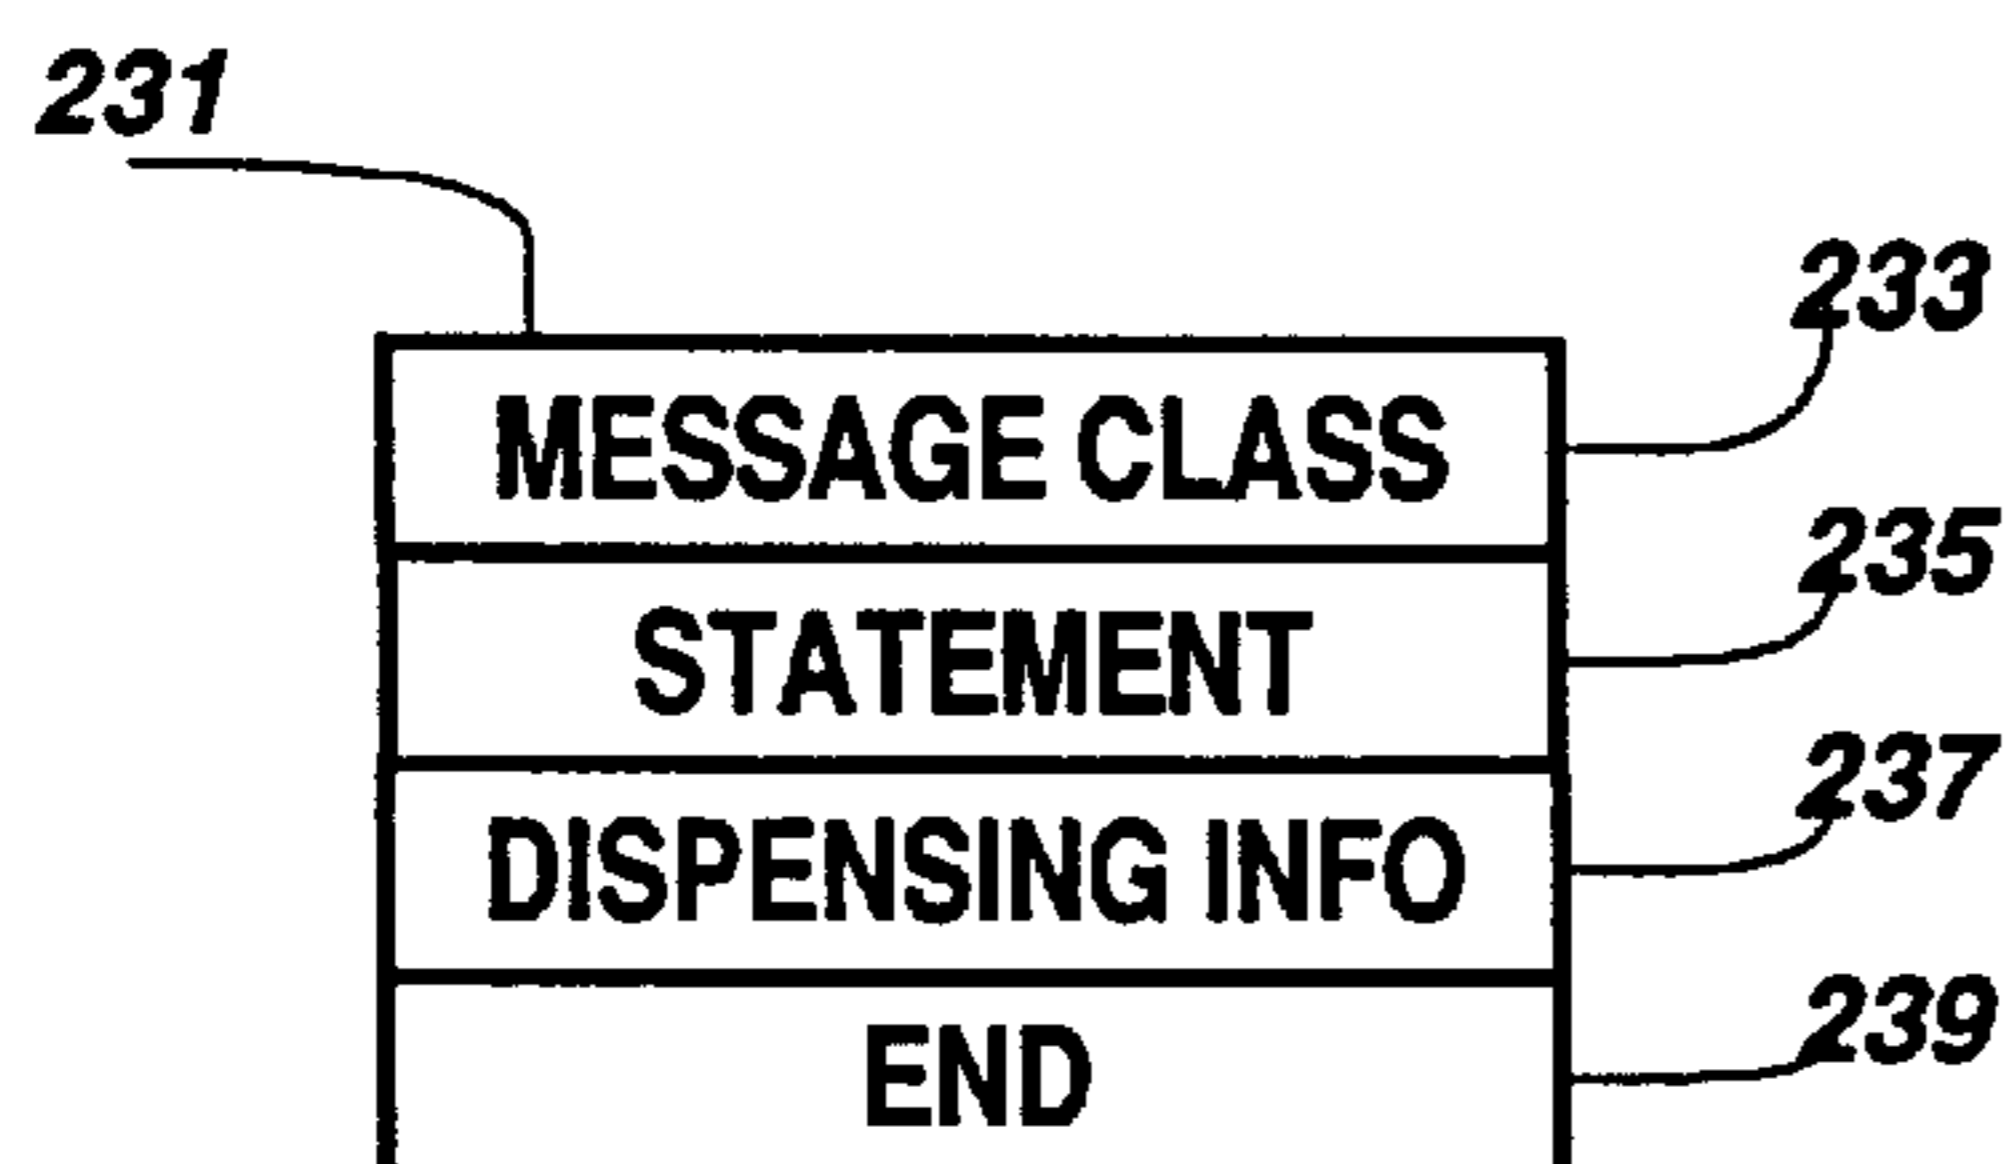 231
233
MESSAGE CLASS
235
STATEMENT
237
DISPENSING INFO
239
END